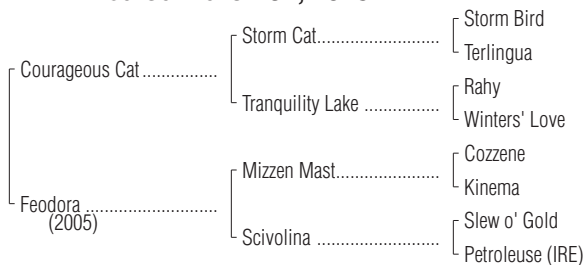 Storm Bird
Storm Cat
Terlingua
Courageous Cat
Rahy
Tranquility Lake
Winters' Love
Cozzene
Mizzen Mast
Kinema
Feodora
(2005)
Slew o' Gold
Scivolina
Petroleuse (IRE)